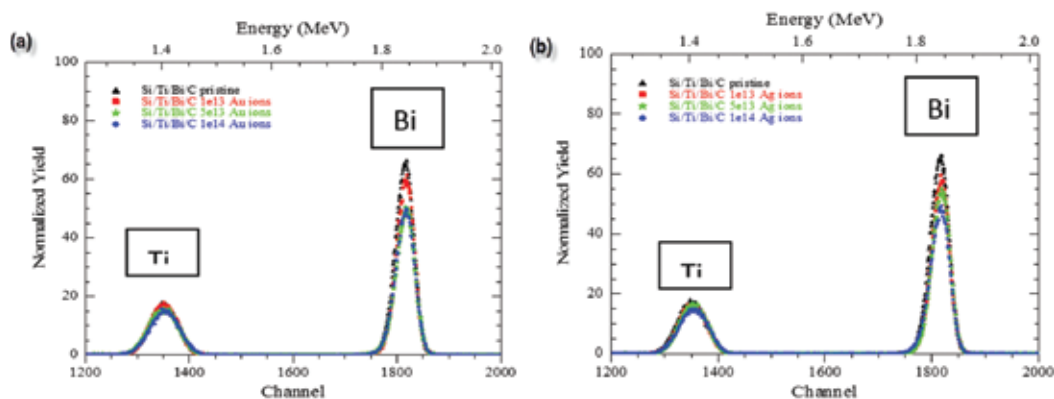 (a)
Energy (MeV)
1.4 1.6 1.8 2.0
100
80
60
40
20
0
Normalized Yield
Si/Ti/Bi/C pristine
Si/Ti/Bi/C 1e13 Au ions
Si/Ti/Bi/C 5e13 Au ions
Si/Ti/Bi/C 1e14 Au ions
Bi
Ti
1200 1400 1600 1800 2000
Channel
(b)
Energy (MeV)
1.4 1.6 1.8 2.0
100
80
60
40
20
0
Normalized Yield
Si/Ti/Bi/C pristine
Si/Ti/Bi/C 1e13 Ag ions
Si/Ti/Bi/C 5e13 Ag ions
Si/Ti/Bi/C 1e14 Ag ions
Bi
Ti
1200 1400 1600 1800 2000
Channel